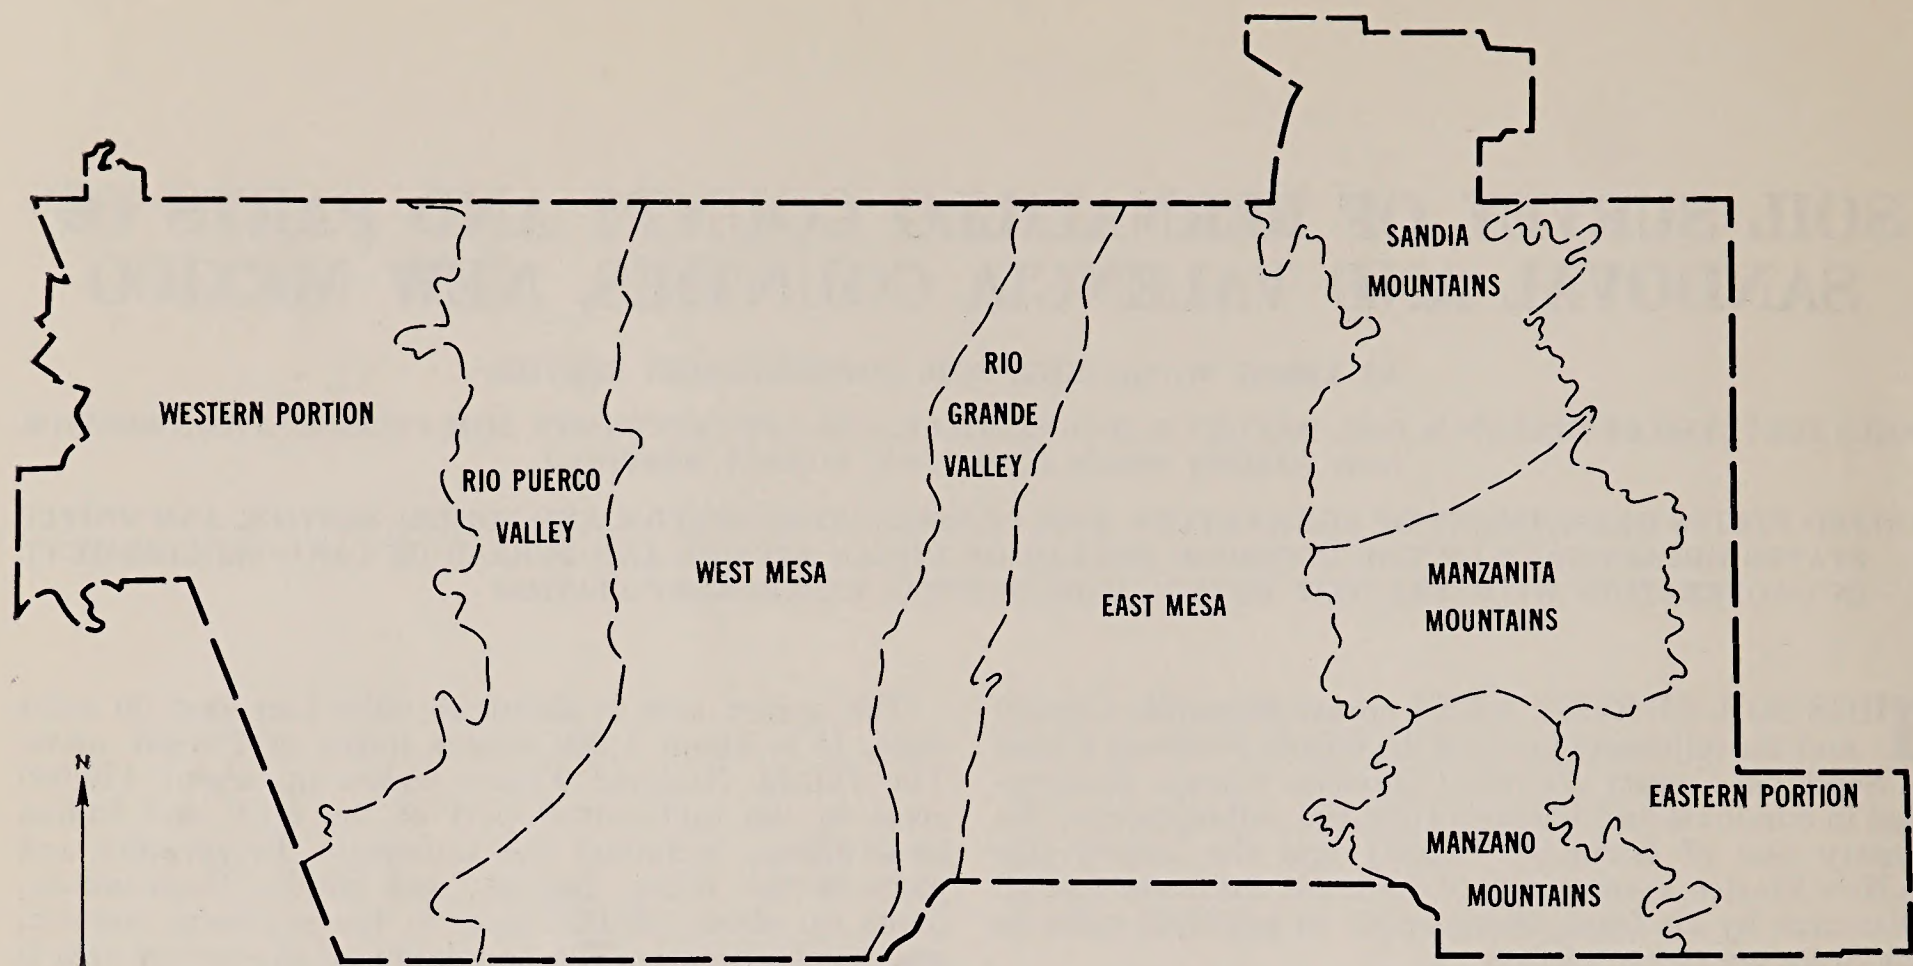 SANDIA
MOUNTAINS
RIO
GRANDE
VALLEY
WESTERN PORTION
RIO PUERCO
VALLEY
WEST MESA
EAST MESA
MANZANITA
MOUNTAINS
N
EASTERN PORTION
MANZANO
MOUNTAINS